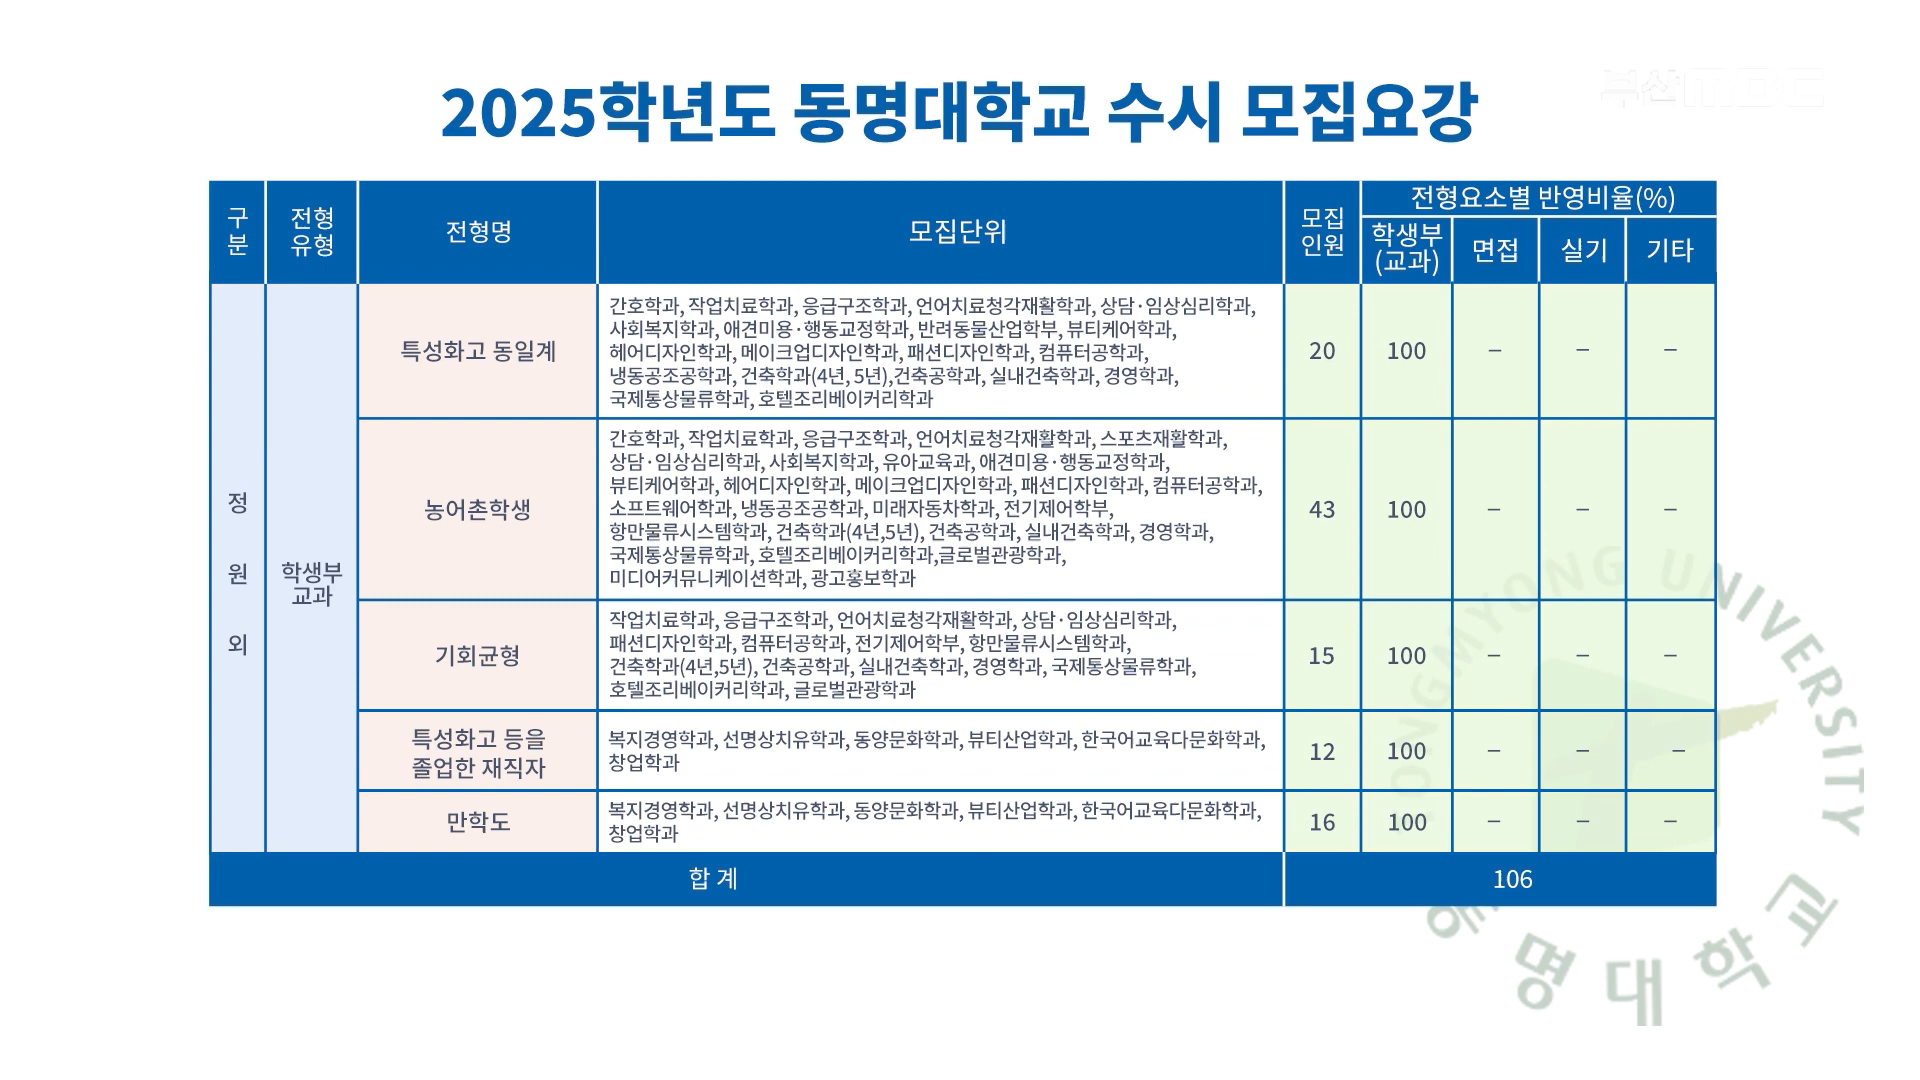 2025학년도 동명대학교 수시 모집요강
부산MBC
구분
전형유형
전형명
모집단위
모집인원
전형요소별 반영비율(%)
학생부(교과)
면접
실기
기타
정원외
학생부교과
특성화고 동일계
간호학과, 작업치료학과, 응급구조학과, 언어치료청각재활학과, 상담·임상심리학과,
사회복지학과, 애견미용·행동교정학과, 반려동물산업학부, 뷰티케어학과,
헤어디자인학과, 메이크업디자인학과, 패션디자인학과, 컴퓨터공학과,
냉동공조공학과, 건축학과(4년, 5년),건축공학과, 실내건축학과, 경영학과,
국제통상물류학과, 호텔조리베이커리학과
20
100
–
–
–
농어촌학생
간호학과, 작업치료학과, 응급구조학과, 언어치료청각재활학과, 스포츠재활학과,
상담·임상심리학과, 사회복지학과, 유아교육과, 애견미용·행동교정학과,
뷰티케어학과, 헤어디자인학과, 메이크업디자인학과, 패션디자인학과, 컴퓨터공학과,
소프트웨어학과, 냉동공조공학과, 미래자동차학과, 전기제어학부,
항만물류시스템학과, 건축학과(4년,5년), 건축공학과, 실내건축학과, 경영학과,
국제통상물류학과, 호텔조리베이커리학과,글로벌관광학과,
미디어커뮤니케이션학과, 광고홍보학과
43
100
–
–
–
기회균형
작업치료학과, 응급구조학과, 언어치료청각재활학과, 상담·임상심리학과,
패션디자인학과, 컴퓨터공학과, 전기제어학부, 항만물류시스템학과,
건축학과(4년,5년), 건축공학과, 실내건축학과, 경영학과, 국제통상물류학과,
호텔조리베이커리학과, 글로벌관광학과
15
100
–
–
–
특성화고 등을
졸업한 재직자
복지경영학과, 선명상치유학과, 동양문화학과, 뷰티산업학과, 한국어교육다문화학과,
창업학과
12
100
–
–
–
만학도
복지경영학과, 선명상치유학과, 동양문화학과, 뷰티산업학과, 한국어교육다문화학과,
창업학과
16
100
–
–
–
합 계
106
TONGMYONG UNIVERSITY
동명대학교